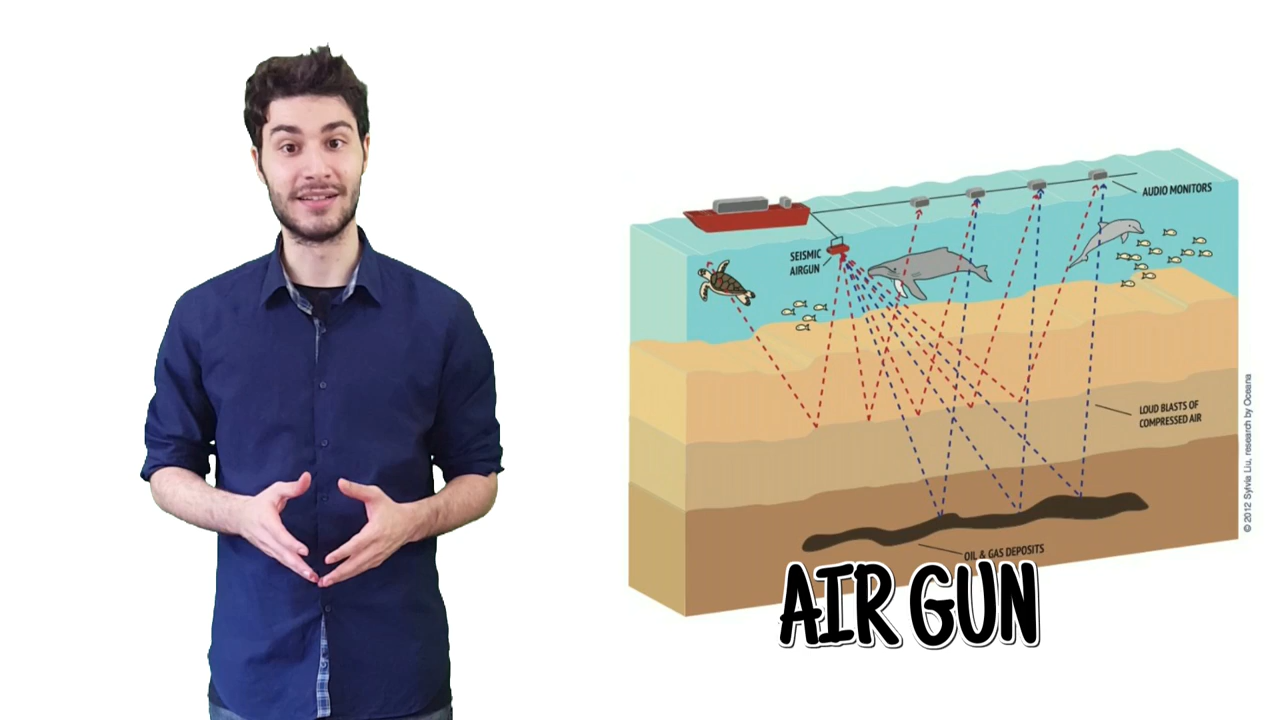 AUDIO MONITORS
SEISMIC
AIRGUN
LOUD BLASTS OF
COMPRESSED AIR
OIL & GAS DEPOSITS
AIR GUN
© 2012 Sylvia Liu, research by Oceana